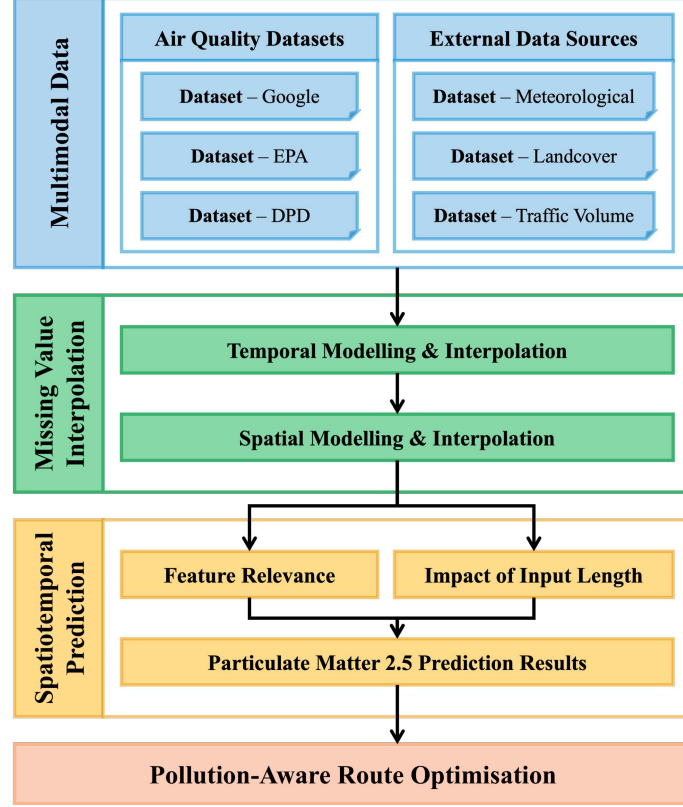 Multimodal Data
Air Quality Datasets
Dataset – Google
Dataset – EPA
Dataset – DPD
External Data Sources
Dataset – Meteorological
Dataset – Landcover
Dataset – Traffic Volume
Missing Value
Interpolation
Temporal Modelling & Interpolation
Spatial Modelling & Interpolation
Spatiotemporal
Prediction
Feature Relevance
Impact of Input Length
Particulate Matter 2.5 Prediction Results
Pollution-Aware Route Optimisation